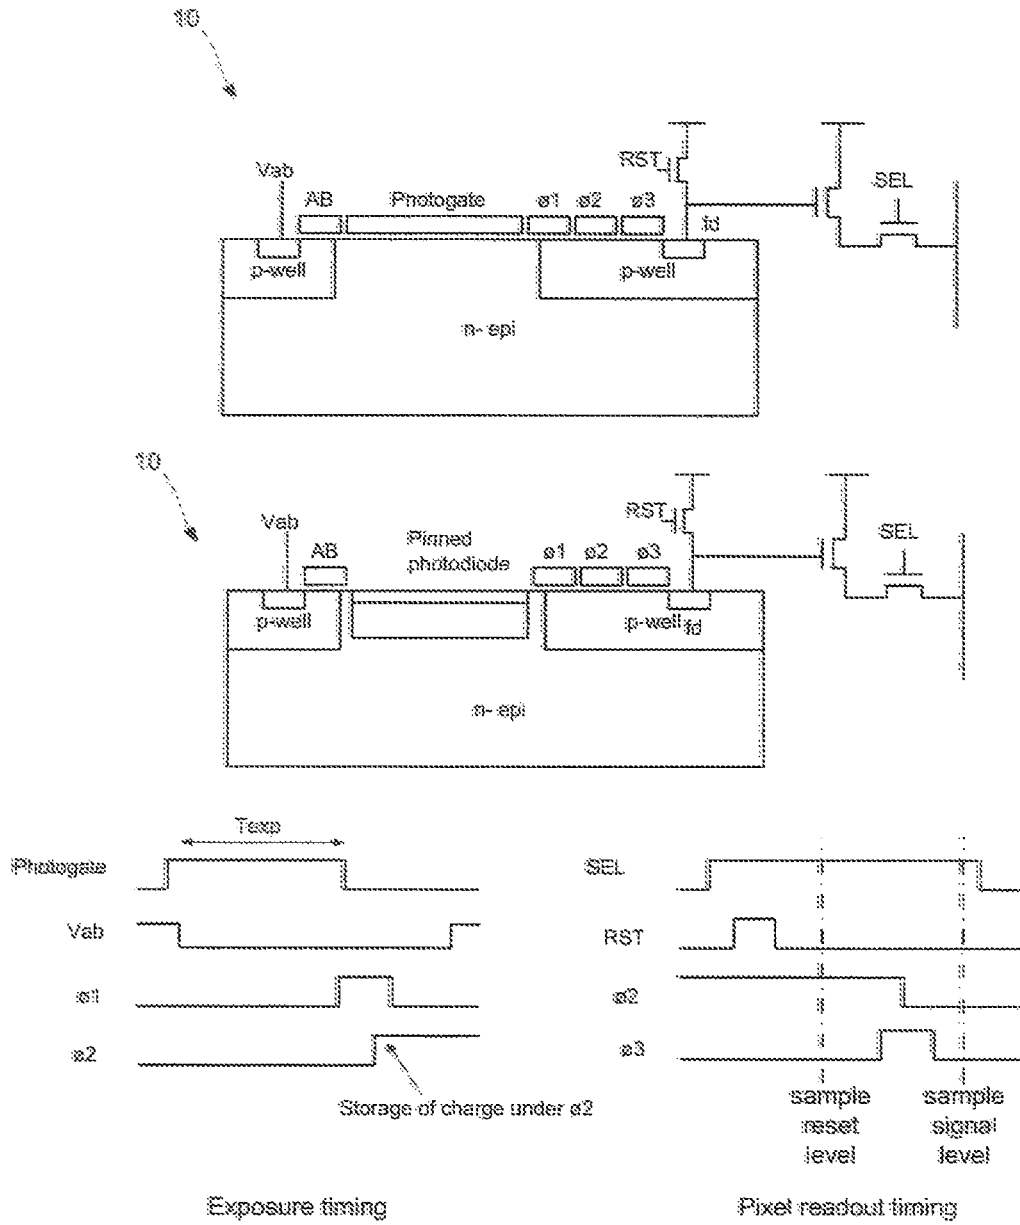 10
Vab
AB
Photogate
ø1
ø2
ø3
RST
SEL
fd
p-well
p-well
n- epi
10
Vab
AB
Pinned
photodiode
ø1
ø2
ø3
RST
SEL
p-well
p-well
fd
n- epi
Texp
Photogate
Vab
ø1
ø2
Storage of charge under ø2
Exposure timing
SEL
RST
ø2
ø3
sample
reset
level
sample
signal
level
Pixel readout timing